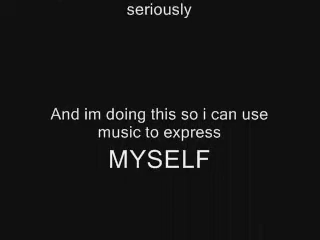 seriously
And im doing this so i can use
music to express
MYSELF